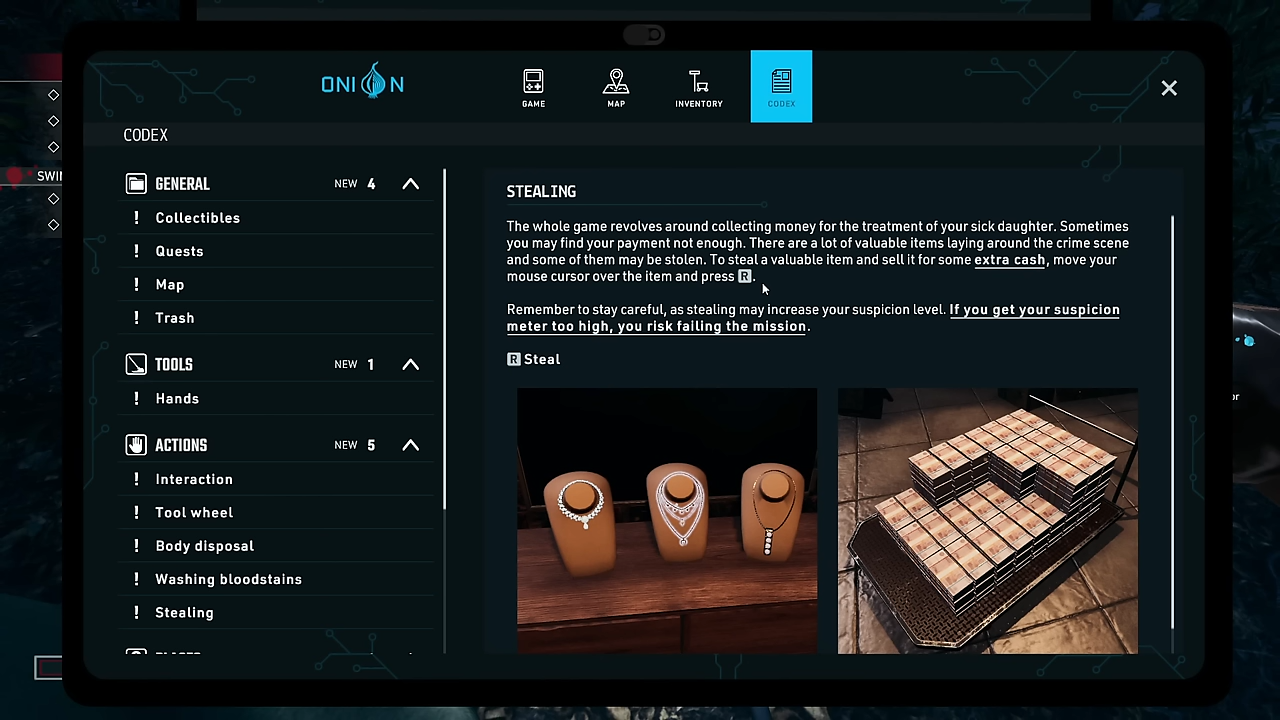 ONION
GAME
MAP
INVENTORY
CODEX
CODEX
GENERAL NEW 4
! Collectibles
! Quests
! Map
! Trash
TOOLS NEW 1
! Hands
ACTIONS NEW 5
! Interaction
! Tool wheel
! Body disposal
! Washing bloodstains
! Stealing
STEALING
The whole game revolves around collecting money for the treatment of your sick daughter. Sometimes
you may find your payment not enough. There are a lot of valuable items laying around the crime scene
and some of them may be stolen. To steal a valuable item and sell it for some extra cash, move your
mouse cursor over the item and press R.
Remember to stay careful, as stealing may increase your suspicion level. If you get your suspicion
meter too high, you risk failing the mission.
R Steal
SWIM
or